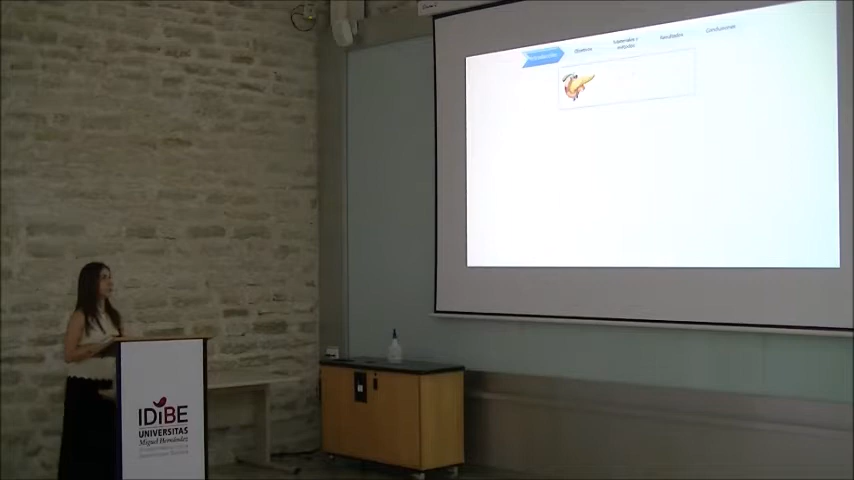 Introducción
Objetivos
Materiales y
métodos
Resultados
Conclusiones
IDiBE
UNIVERSITAS
Miguel Hernández